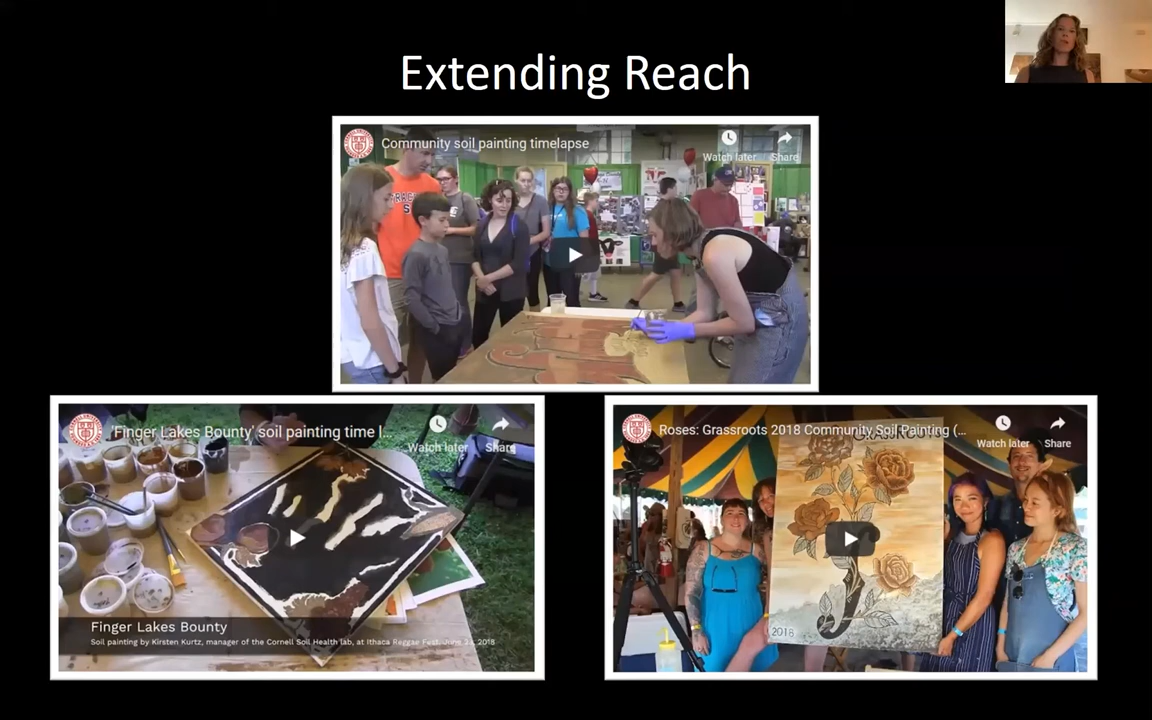 Extending Reach
Community soil painting timelapse
Watch later
Share
'Finger Lakes Bounty' soil painting time l...
Watch later
Share
Finger Lakes Bounty
Soil painting by Kirsten Kurtz, manager of the Cornell Soil Health lab, at Ithaca Reggae Fest, June 23, 2018
Roses: Grassroots 2018 Community Soil Painting (...
Watch later
Share
2018